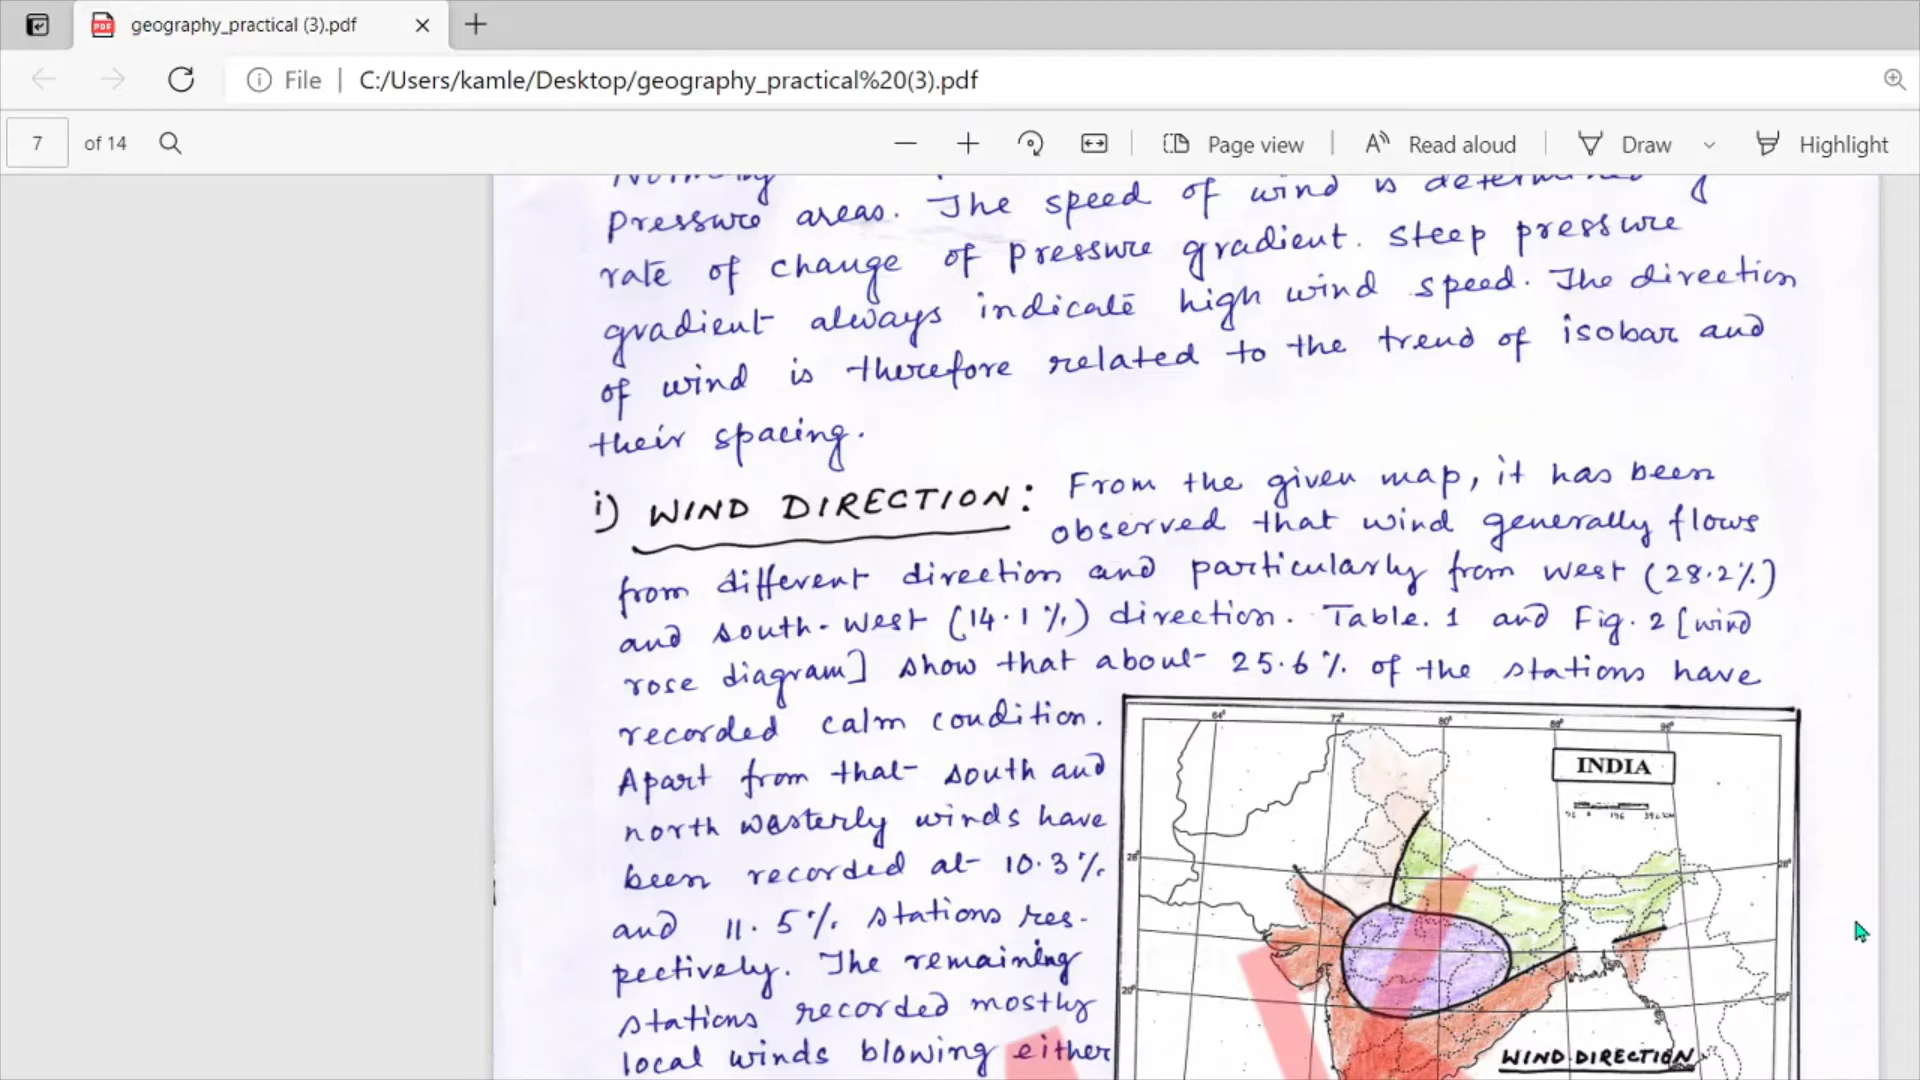 geography_practical (3).pdf
File C:/Users/kamle/Desktop/geography_practical%20(3).pdf
7 of 14 Page view Read aloud Draw Highlight
Pressure areas. The speed of wind is
rate of change of pressure gradient. Steep pressure
gradient always indicate high wind speed. The direction
of wind is therefore related to the trend of isobar and
their spacing.
i) WIND DIRECTION: From the given map, it has been
observed that wind generally flows
from different direction and particularly from west (28.2%)
and south-west (14.1%) direction. Table. 1 and Fig. 2 [wind
rose diagram] show that about 25.6% of the stations have
recorded calm condition.
Apart from that south and
north westerly winds have
been recorded at 10.3%
and 11.5% stations res-
pectively. The remaining
stations recorded mostly
local winds blowing either
72° 80°
INDIA
28°
20° 20°
WIND DIRECTION